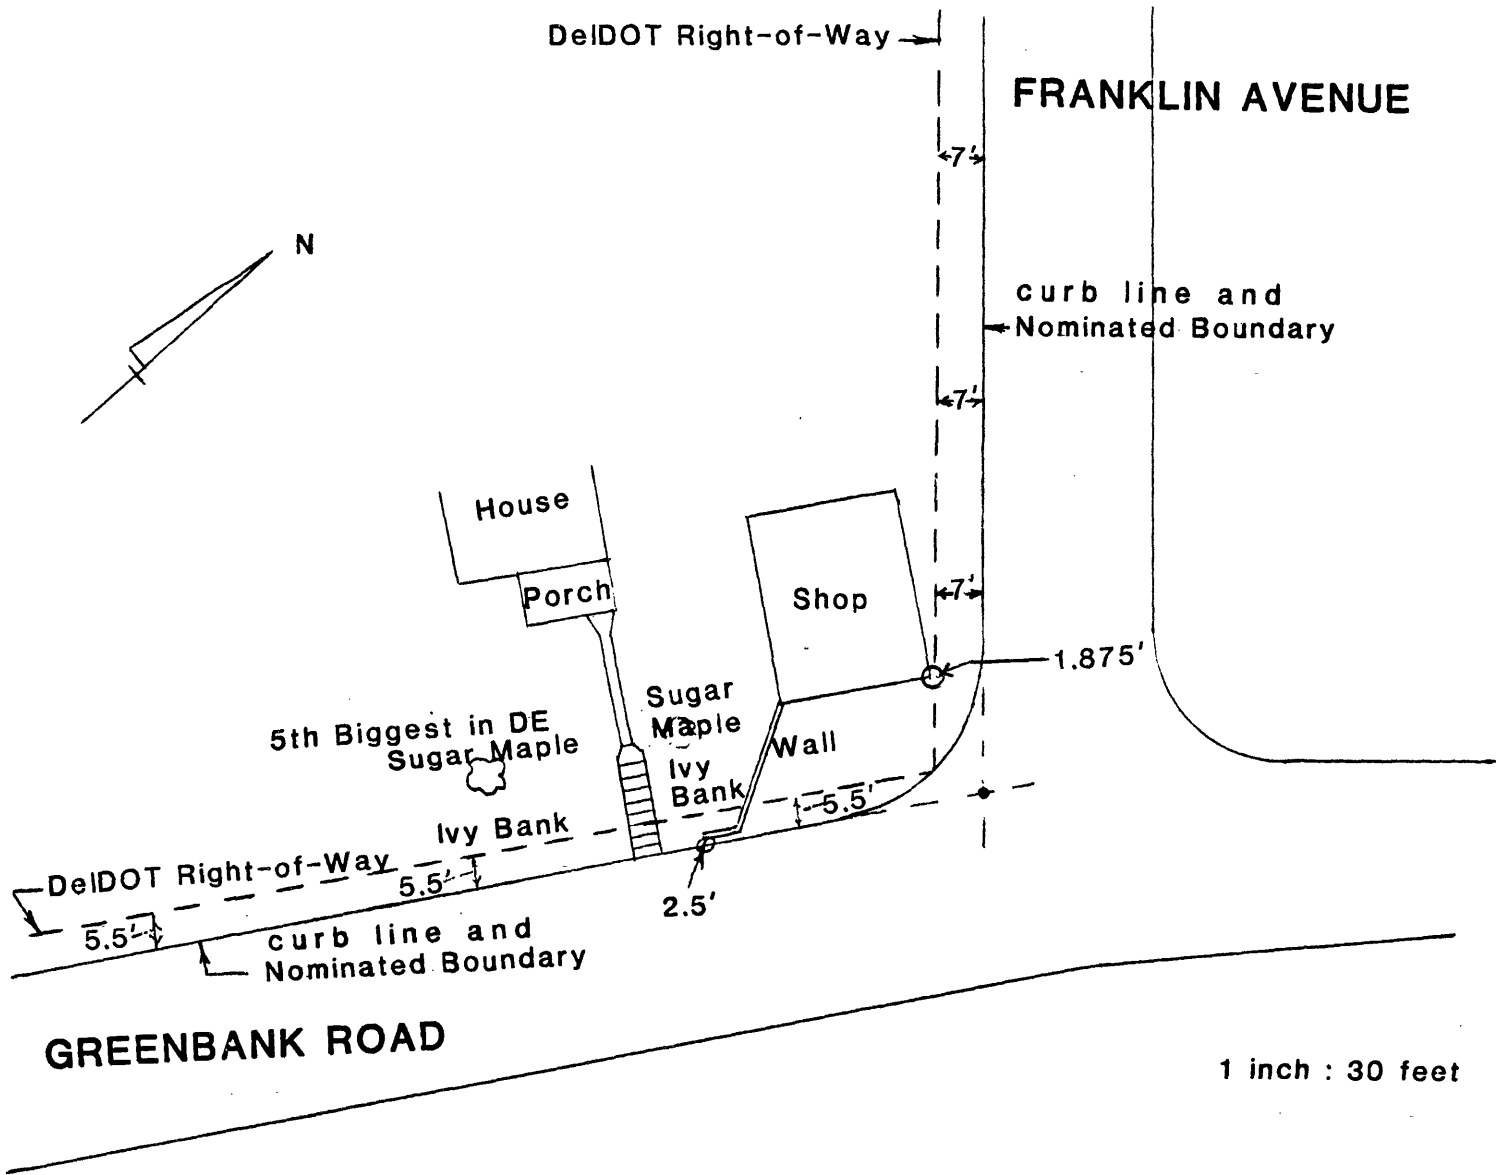 DelDOT Right-of-Way
FRANKLIN AVENUE
7'
N
curb line and
Nominated Boundary
7'
House
Porch
Shop
7'
1.875'
Sugar
Maple
5th Biggest in DE
Sugar Maple
Wall
Ivy
Bank
5.5'
Ivy Bank
DelDOT Right-of-Way
5.5'
2.5'
5.5'
curb line and
Nominated Boundary
GREENBANK ROAD
1 inch : 30 feet